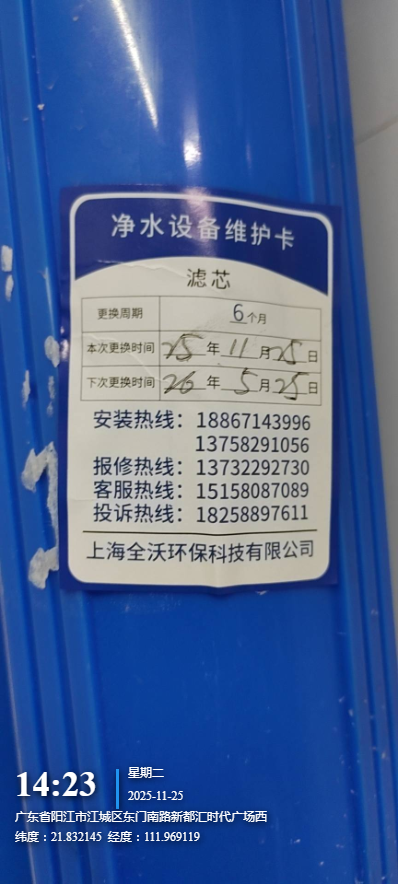 净水设备维护卡
滤芯
更换周期 6个月
本次更换时间 25年11月25日
下次更换时间 26年5月25日
安装热线：18867143996
13758291056
报修热线：13732292730
客服热线：15158087089
投诉热线：18258897611
上海全沃环保科技有限公司
14:23
星期二
2025-11-25
广东省阳江市江城区东门南路新都汇时代广场西
纬度：21.832145 经度：111.969119